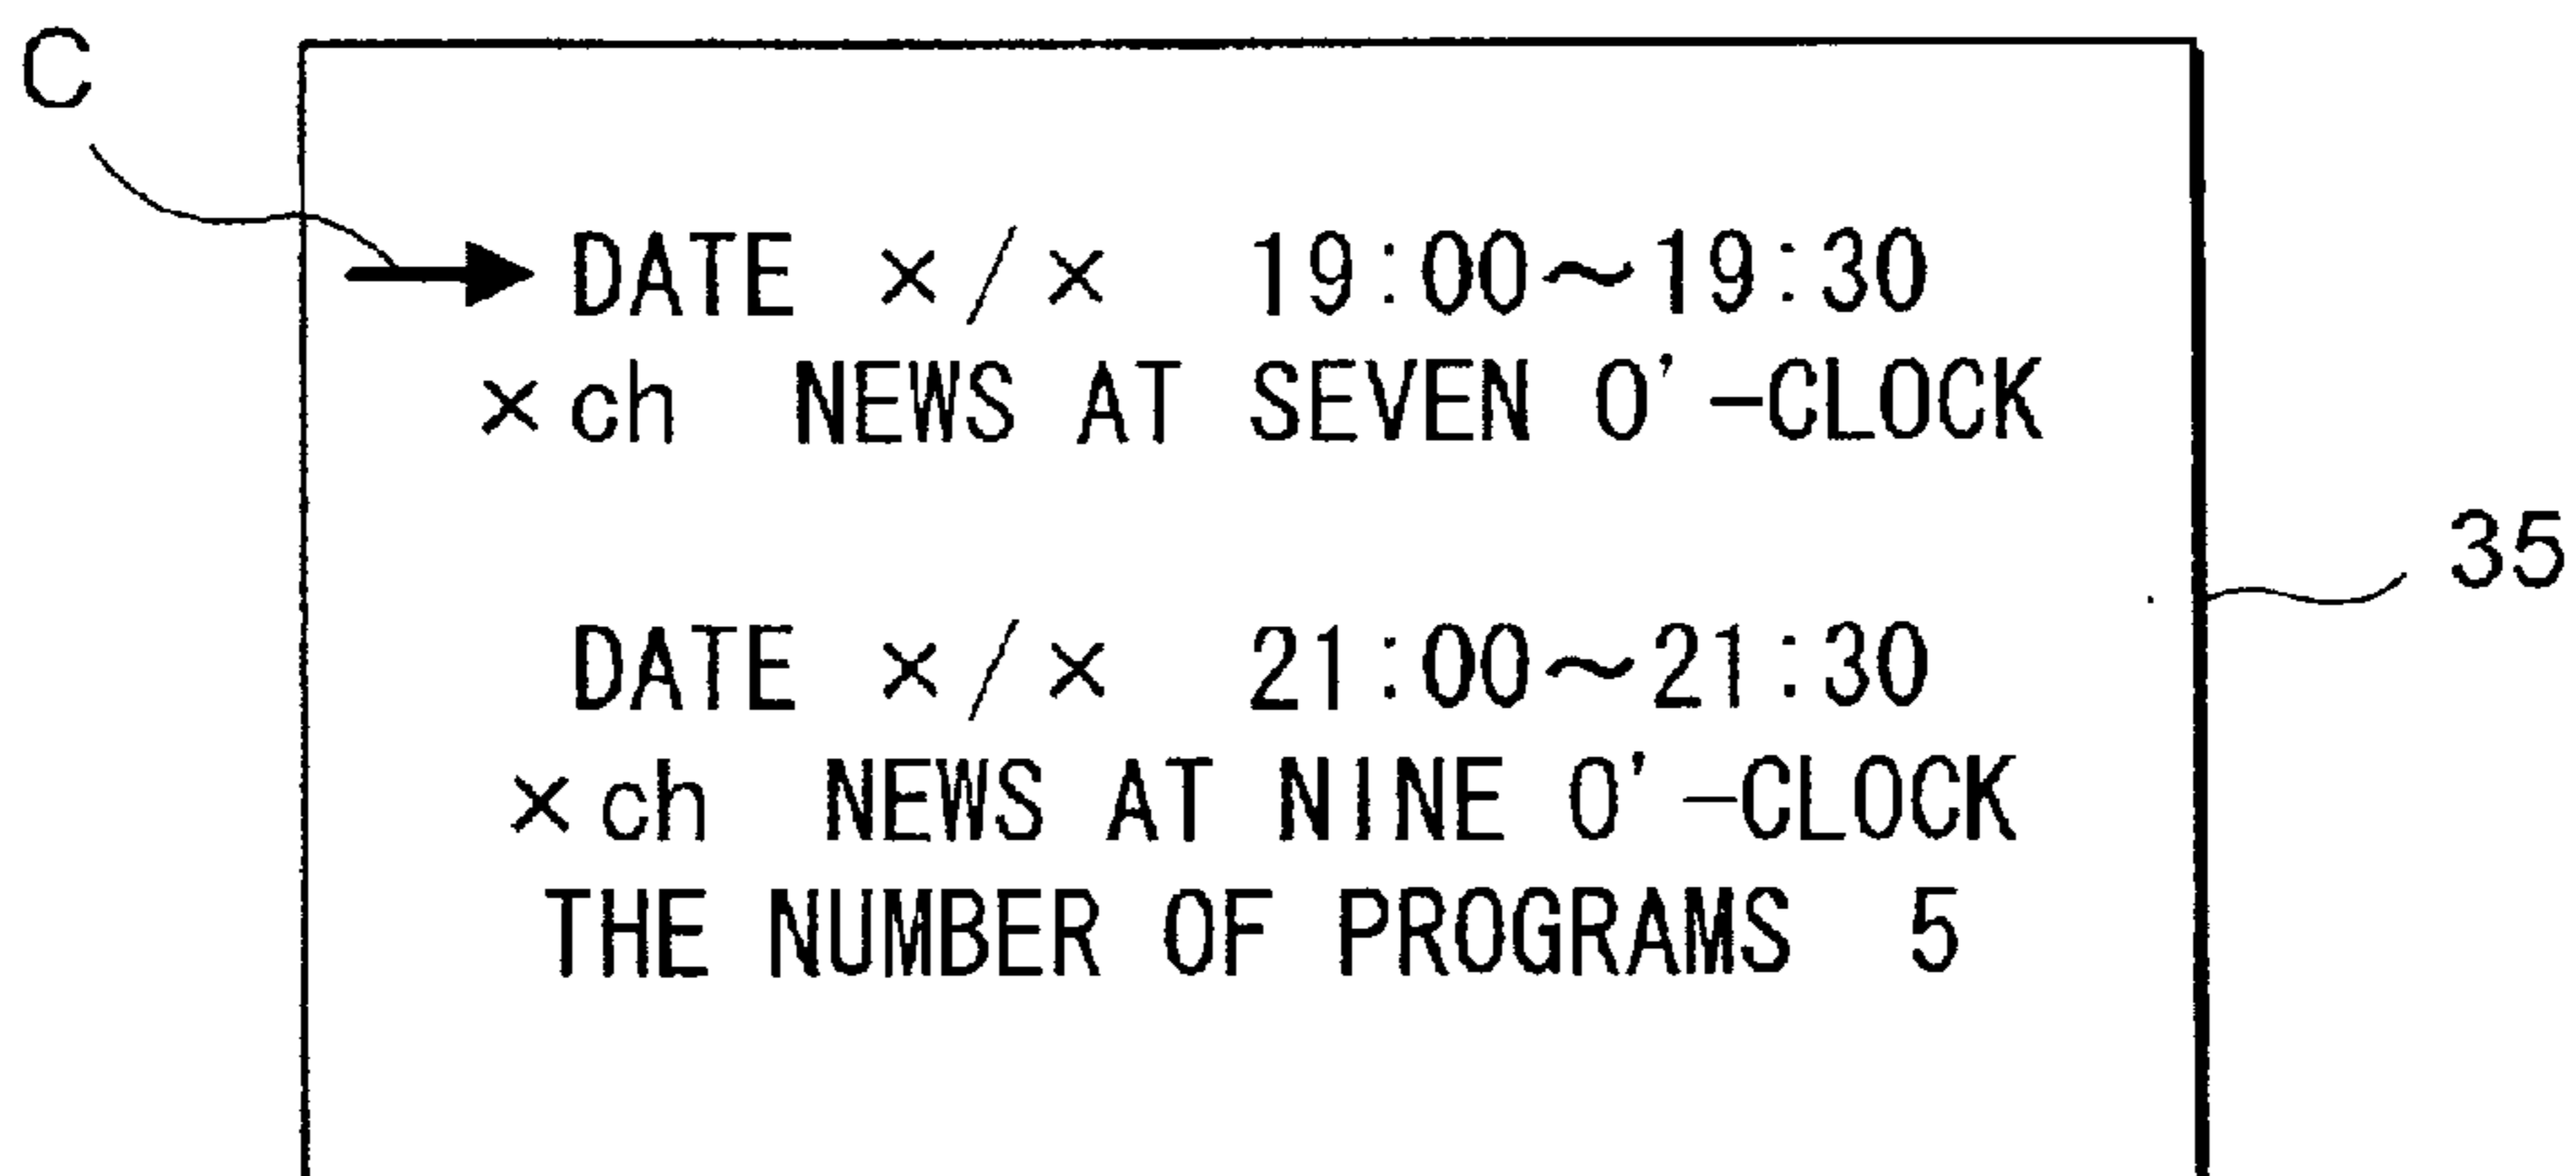 C
DATE ×/× 19:00~19:30
×ch NEWS AT SEVEN O'-CLOCK
35
DATE ×/× 21:00~21:30
×ch NEWS AT NINE O'-CLOCK
THE NUMBER OF PROGRAMS 5